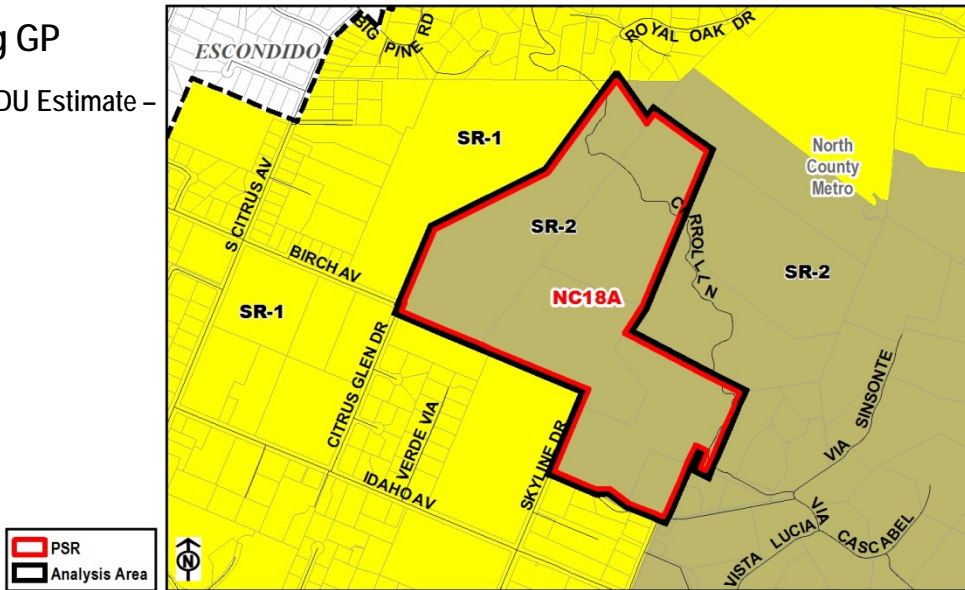 g GP
DU Estimate –
BIG PINE RD
ROYAL OAK DR
ESCONDIDO
SR-1
North
County
Metro
S CITRUS AV
SR-2
CARROLL LN
BIRCH AV
SR-2
NC18A
SR-1
CITRUS GLEN DR
VERDE VIA
VIA SINSONTE
SKYLINE DR
IDAHO AV
VIA CASCABEL
VISTA LUCIA
PSR
Analysis Area
N